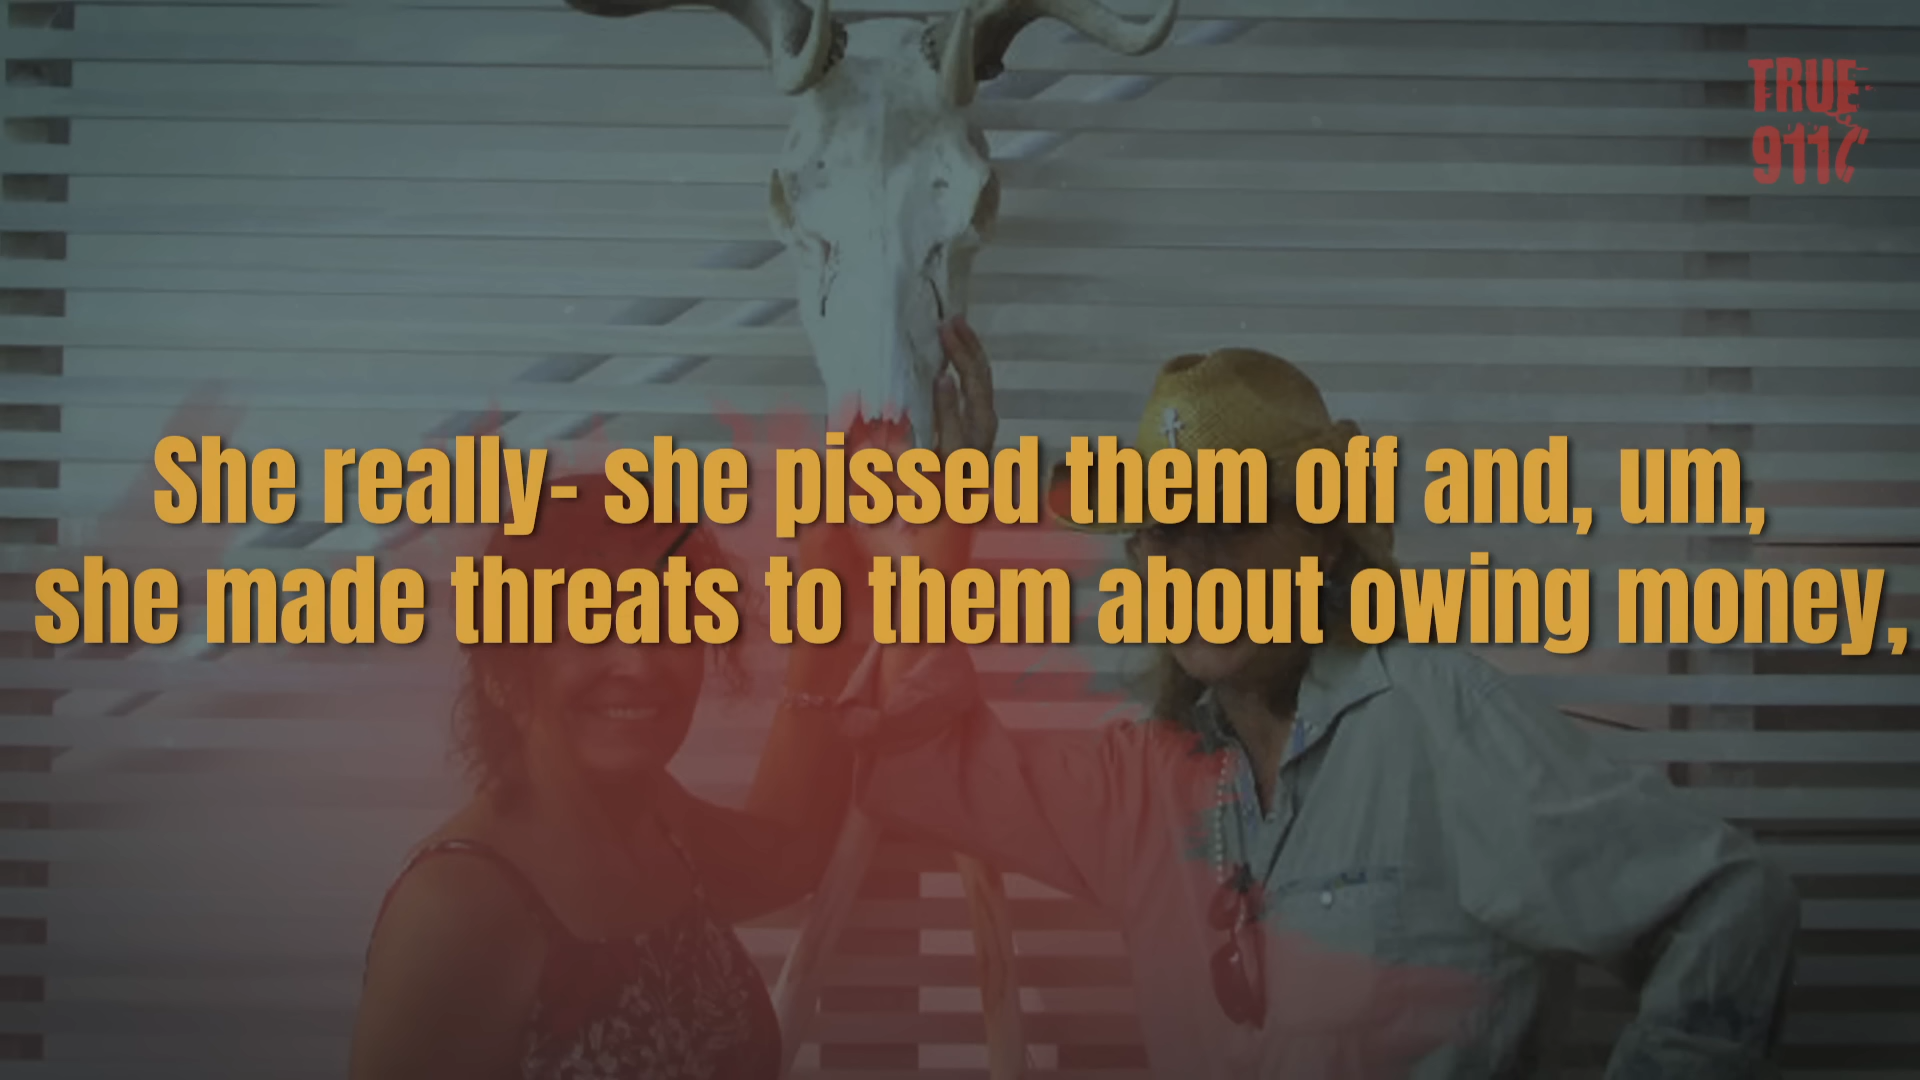 TRUE
911
She really- she pissed them off and, um,
she made threats to them about owing money,